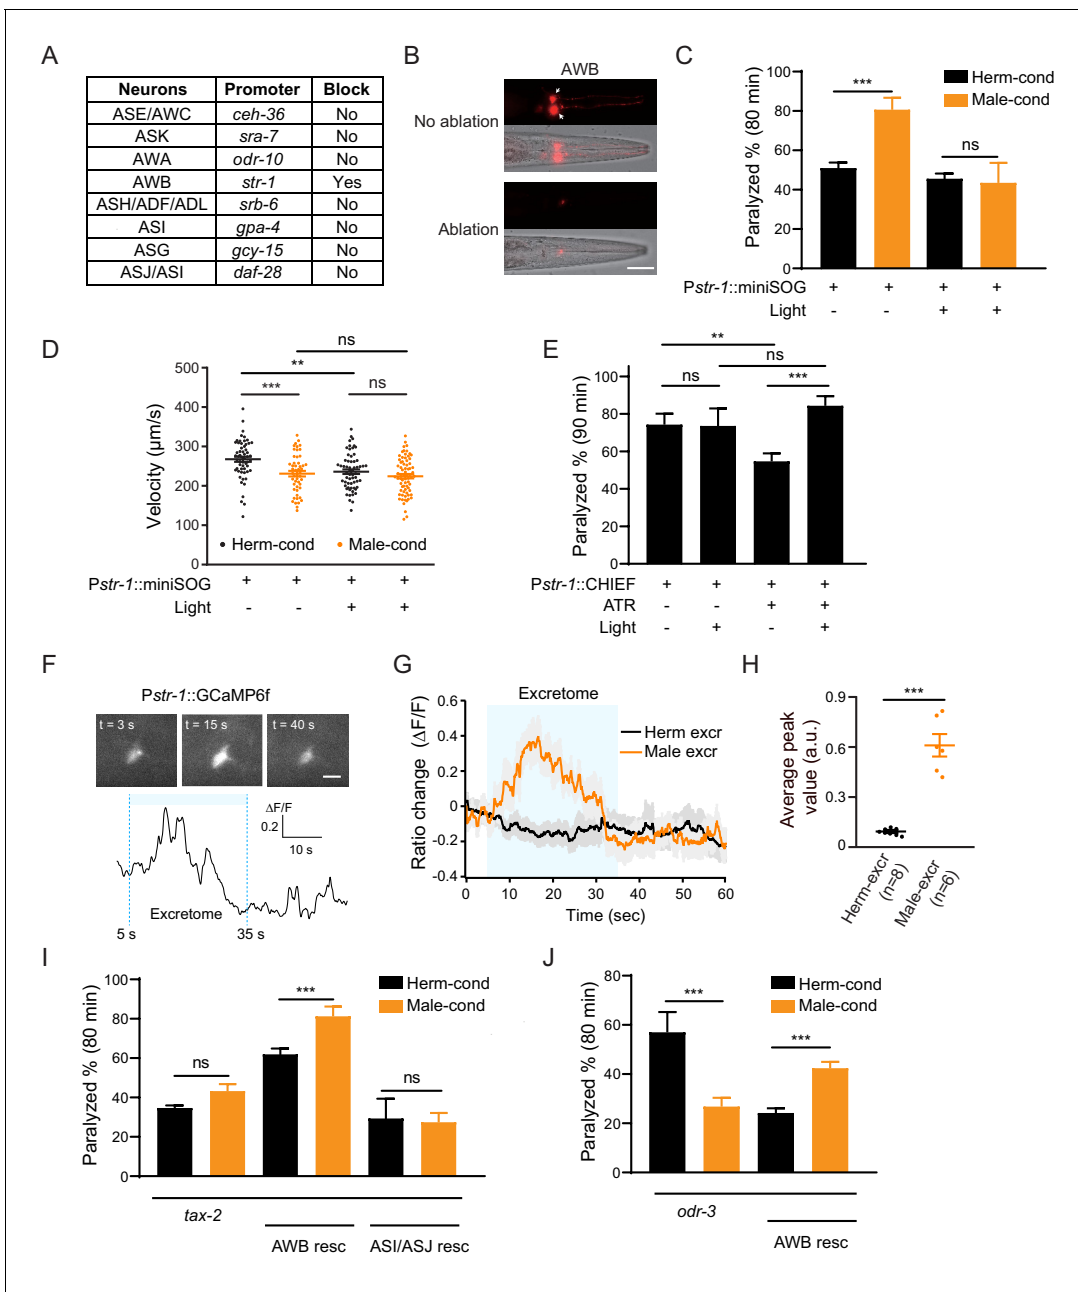 A
Neurons Promoter Block
ASE/AWC ceh-36 No
ASK sra-7 No
AWA odr-10 No
AWB str-1 Yes
ASH/ADF/ADL srb-6 No
ASI gpa-4 No
ASG gcy-15 No
ASJ/ASI daf-28 No
B
AWB
No ablation
Ablation
C
Herm-cond
Male-cond
Paralyzed % (80 min)
100
80
60
40
20
0
***
ns
Pstr-1::miniSOG + + + +
Light - - + +
D
ns
**
*** ns
Velocity (µm/s)
500
400
300
200
100
0
Herm-cond Male-cond
Pstr-1::miniSOG + + + +
Light - - + +
E
**
ns
ns ***
Paralyzed % (90 min)
100
80
60
40
20
0
Pstr-1::CHIEF + + + +
ATR - - + +
Light - + - +
F
Pstr-1::GCaMP6f
t = 3 s t = 15 s t = 40 s
ΔF/F
0.2
10 s
Excretome
5 s 35 s
G
Excretome
Herm excr
Male excr
Ratio change (ΔF/F)
0.6
0.4
0.2
0
-0.2
-0.4
0 10 20 30 40 50 60
Time (sec)
H
***
Average peak
value (a.u.)
0.9
0.6
0.3
0
Herm-excr
(n=8)
Male-excr
(n=6)
I
Herm-cond
Male-cond
Paralyzed % (80 min)
100
80
60
40
20
0
ns
***
ns
tax-2
AWB resc ASI/ASJ resc
J
Herm-cond
Male-cond
Paralyzed % (80 min)
80
60
40
20
0
***
***
odr-3
AWB resc